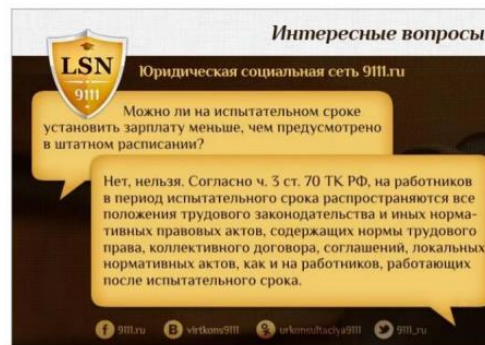 Интересные вопросы
LSN
9111
Юридическая социальная сеть 9111.ru
Можно ли на испытательном сроке
установить зарплату меньше, чем предусмотрено
в штатном расписании?
Нет, нельзя. Согласно ч. 3 ст. 70 ТК РФ, на работников
в период испытательного срока распространяются все
положения трудового законодательства и иных норма-
тивных правовых актов, содержащих нормы трудового
права, коллективного договора, соглашений, локальных
нормативных актов, как и на работников, работающих
после испытательного срока.
9111.ru virtkons9111 urkonsultaciya9111 9111_ru